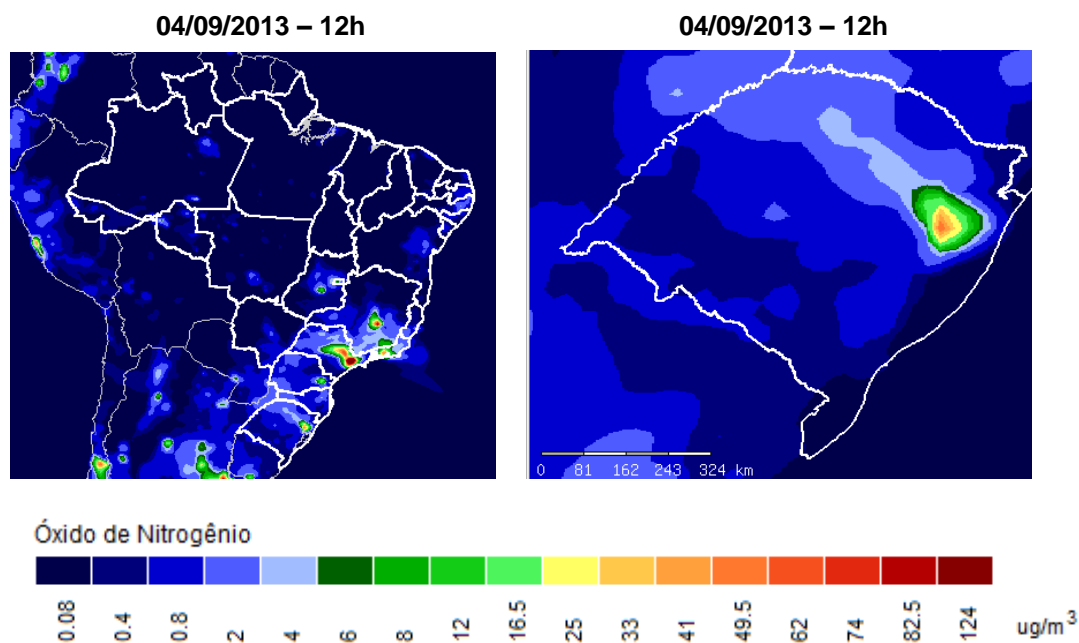 04/09/2013 – 12h
04/09/2013 – 12h
0 81 162 243 324 km
Óxido de Nitrogênio
0.08 0.4 0.8 2 4 6 8 12 16.5 25 33 41 49.5 62 74 82.5 124 ug/m³